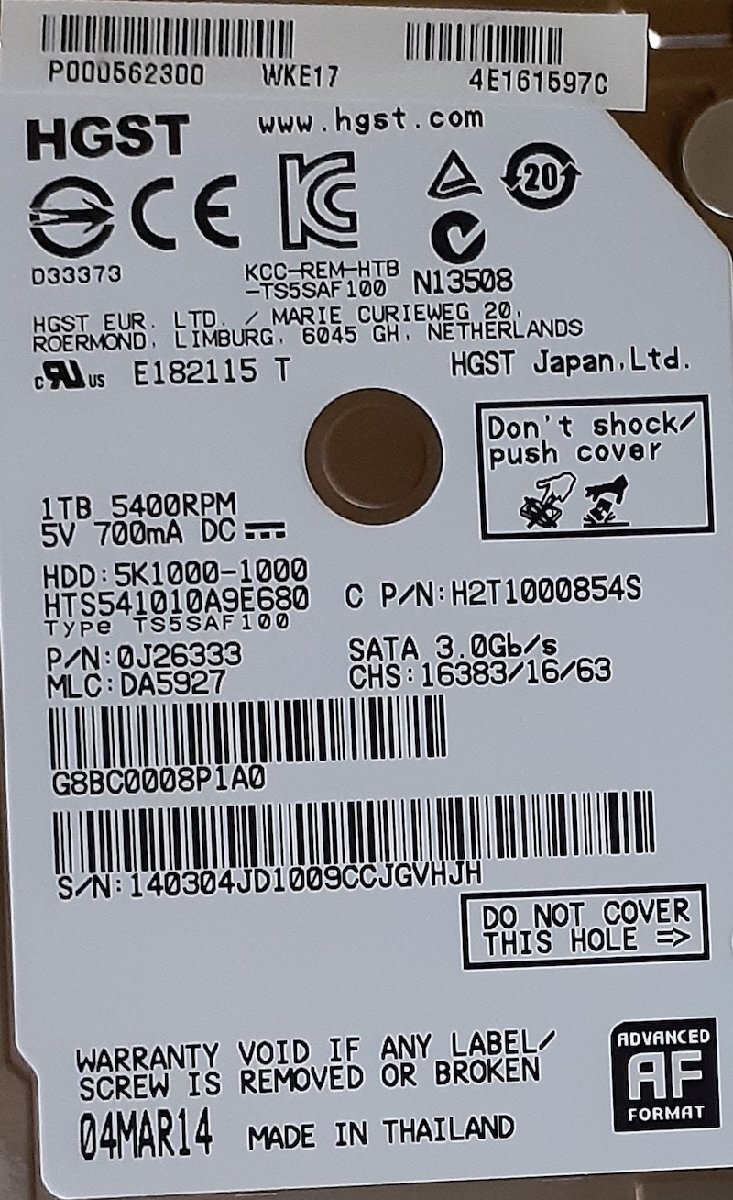 P000562300 WKE17 4E161597C
HGST www.hgst.com
20
D33373 KCC-REM-HTB
-TS5SAF100 N13508
HGST EUR. LTD. / MARIE CURIEWEG 20,
ROERMOND, LIMBURG, 6045 GH, NETHERLANDS
c RU us E182115 T HGST Japan,Ltd.
Don't shock/
push cover
1TB 5400RPM
5V 700mA DC
HDD:5K1000-1000
HTS541010A9E680 C P/N:H2T1000854S
Type TS5SAF100
P/N:0J26333 SATA 3.0Gb/s
MLC:DA5927 CHS:16383/16/63
G8BC0008P1A0
S/N:140304JD1009CCJGVHJH
DO NOT COVER
THIS HOLE =>
WARRANTY VOID IF ANY LABEL/
SCREW IS REMOVED OR BROKEN
04MAR14 MADE IN THAILAND
ADVANCED
AF
FORMAT